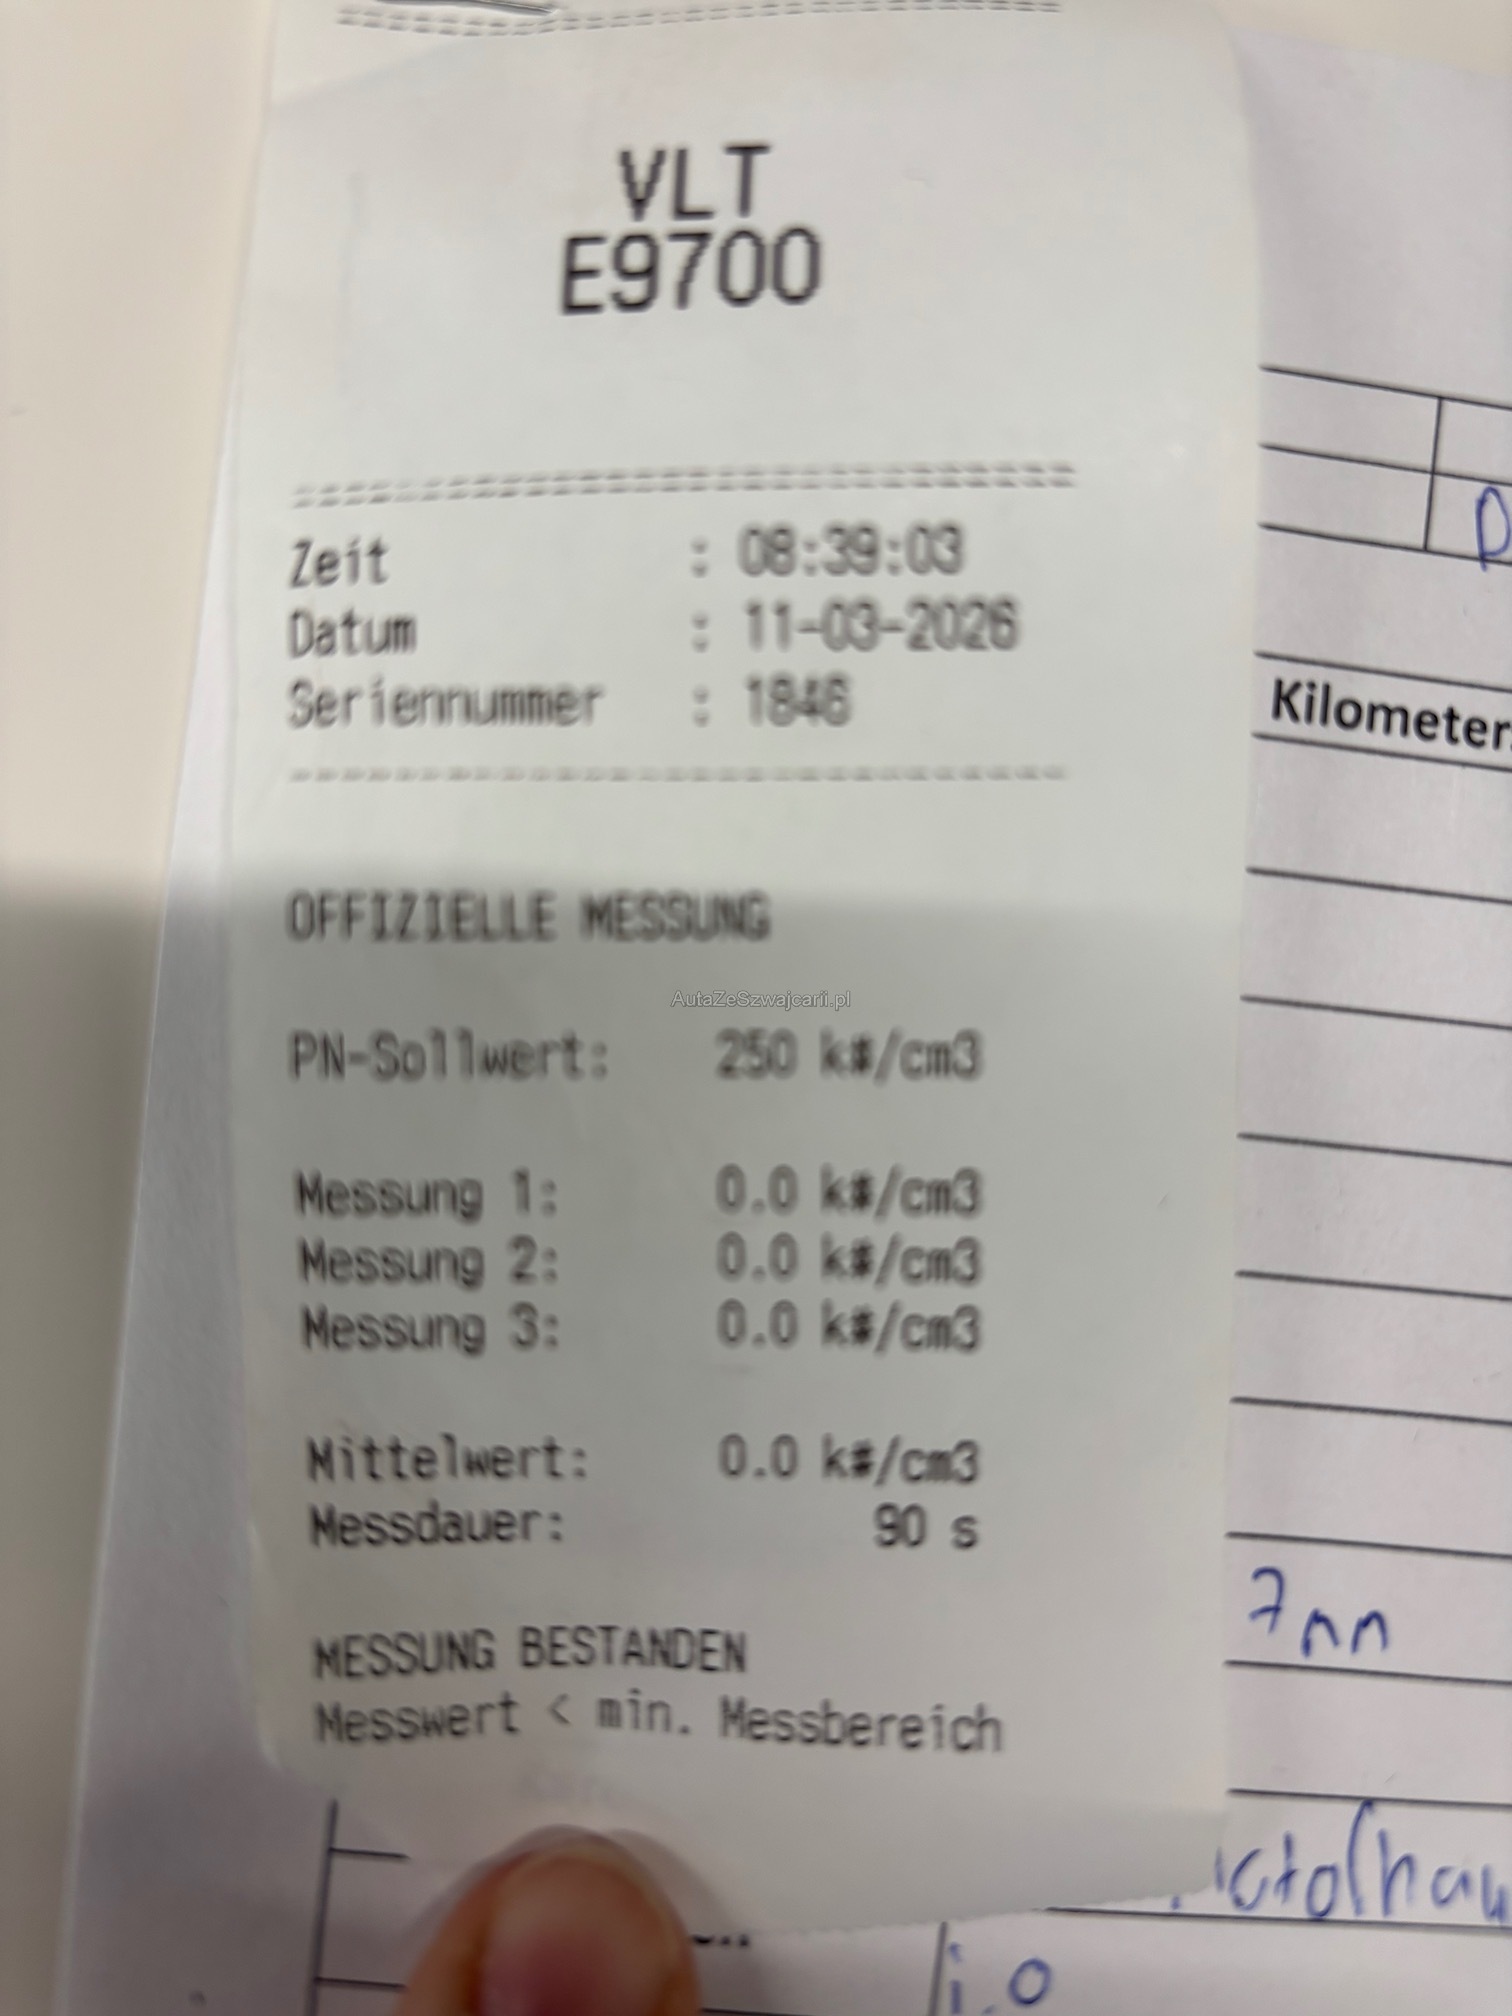 VLT
E9700
Zeit : 08:39:03
Datum : 11-03-2026
Seriennummer : 1846
OFFIZIELLE MESSUNG
AutaZeSzwajcarii.pl
PN-Sollwert: 250 k#/cm3
Messung 1: 0.0 k#/cm3
Messung 2: 0.0 k#/cm3
Messung 3: 0.0 k#/cm3
Mittelwert: 0.0 k#/cm3
Messdauer: 90 s
MESSUNG BESTANDEN
Messwert < min. Messbereich
Kilometer
7mm
i.o